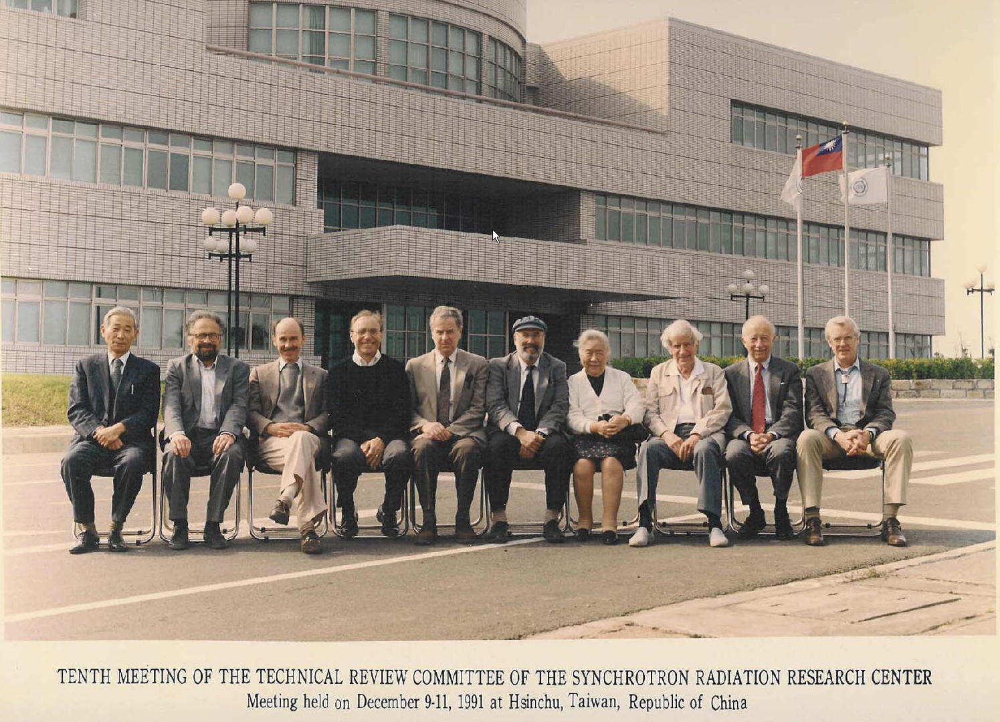 TENTH MEETING OF THE TECHNICAL REVIEW COMMITTEE OF THE SYNCHROTRON RADIATION RESEARCH CENTER
Meeting held on December 9-11, 1991 at Hsinchu, Taiwan, Republic of China